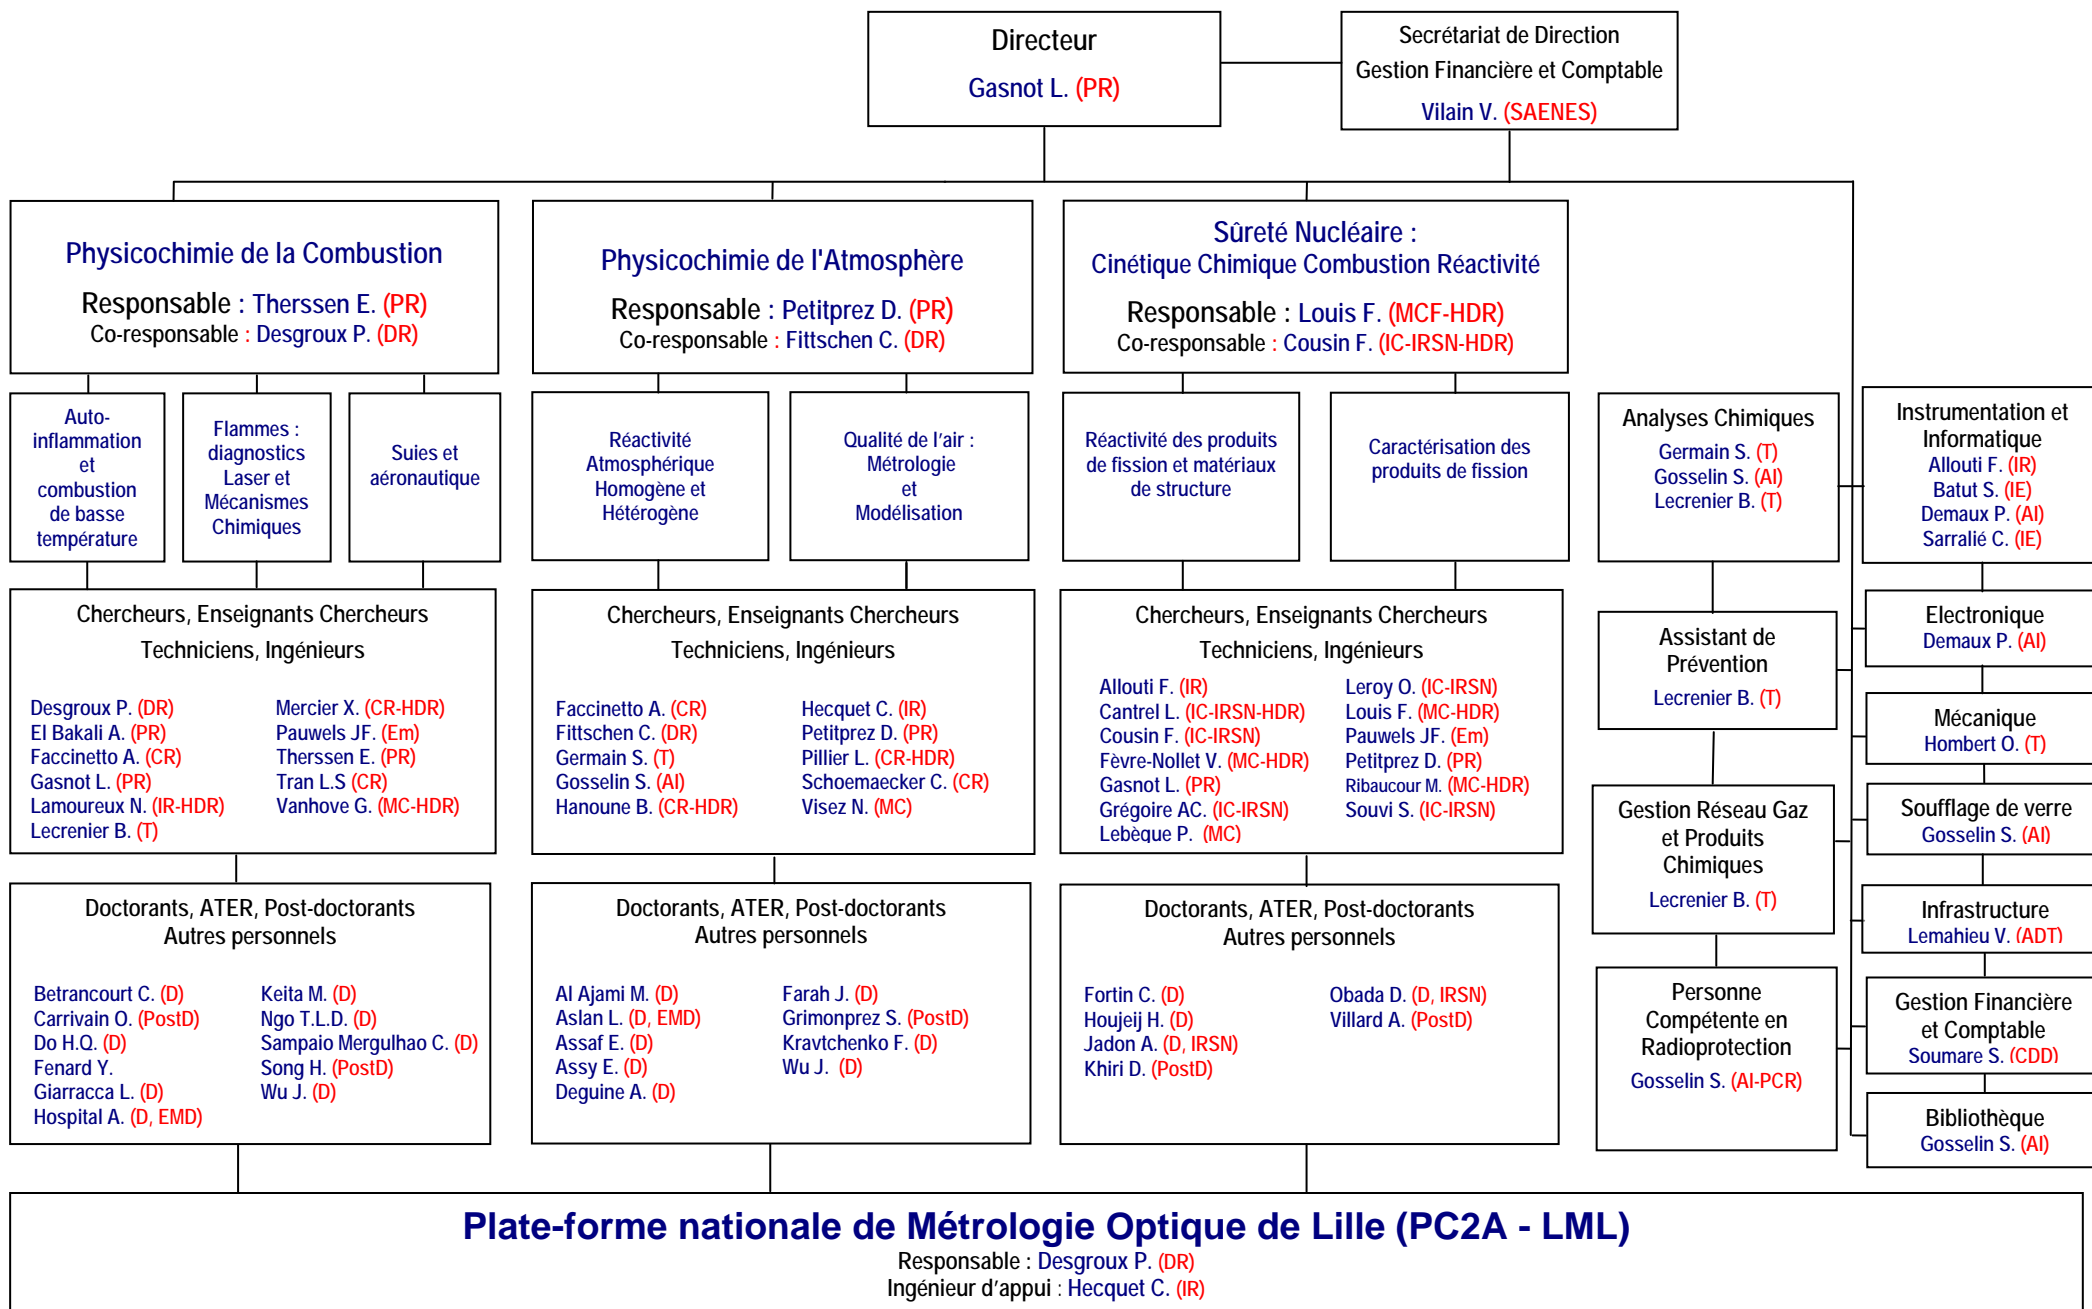 Directeur
Gasnot L. (PR)
Secrétariat de Direction
Gestion Financière et Comptable
Vilain V. (SAENES)
Physicochimie de la Combustion
Responsable : Therssen E. (PR)
Co-responsable : Desgroux P. (DR)
Physicochimie de l'Atmosphère
Responsable : Petitprez D. (PR)
Co-responsable : Fittschen C. (DR)
Sûreté Nucléaire :
Cinétique Chimique Combustion Réactivité
Responsable : Louis F. (MCF-HDR)
Co-responsable : Cousin F. (IC-IRSN-HDR)
Auto-
inflammation
et
combustion
de basse
température
Flammes :
diagnostics
Laser et
Mécanismes
Chimiques
Suies et
aéronautique
Réactivité
Atmosphérique
Homogène et
Hétérogène
Qualité de l'air :
Métrologie
et
Modélisation
Réactivité des produits
de fission et matériaux
de structure
Caractérisation des
produits de fission
Analyses Chimiques
Germain S. (T)
Gosselin S. (AI)
Lecrenier B. (T)
Instrumentation et
Informatique
Allouti F. (IR)
Batut S. (IE)
Demaux P. (AI)
Sarralié C. (IE)
Chercheurs, Enseignants Chercheurs
Techniciens, Ingénieurs
Desgroux P. (DR)
El Bakali A. (PR)
Faccinetto A. (CR)
Gasnot L. (PR)
Lamoureux N. (IR-HDR)
Lecrenier B. (T)
Mercier X. (CR-HDR)
Pauwels JF. (Em)
Therssen E. (PR)
Tran L.S (CR)
Vanhove G. (MC-HDR)
Chercheurs, Enseignants Chercheurs
Techniciens, Ingénieurs
Faccinetto A. (CR)
Fittschen C. (DR)
Germain S. (T)
Gosselin S. (AI)
Hanoune B. (CR-HDR)
Hecquet C. (IR)
Petitprez D. (PR)
Pillier L. (CR-HDR)
Schoemaecker C. (CR)
Visez N. (MC)
Chercheurs, Enseignants Chercheurs
Techniciens, Ingénieurs
Allouti F. (IR)
Cantrel L. (IC-IRSN-HDR)
Cousin F. (IC-IRSN)
Fèvre-Nollet V. (MC-HDR)
Gasnot L. (PR)
Grégoire AC. (IC-IRSN)
Lebègue P. (MC)
Leroy O. (IC-IRSN)
Louis F. (MC-HDR)
Pauwels JF. (Em)
Petitprez D. (PR)
Ribaucour M. (MC-HDR)
Souvi S. (IC-IRSN)
Assistant de
Prévention
Lecrenier B. (T)
Electronique
Demaux P. (AI)
Mécanique
Hombert O. (T)
Gestion Réseau Gaz
et Produits
Chimiques
Lecrenier B. (T)
Soufflage de verre
Gosselin S. (AI)
Infrastructure
Lemahieu V. (ADT)
Doctorants, ATER, Post-doctorants
Autres personnels
Betrancourt C. (D)
Carrivain O. (PostD)
Do H.Q. (D)
Fenard Y.
Giarracca L. (D)
Hospital A. (D, EMD)
Keita M. (D)
Ngo T.L.D. (D)
Sampaio Mergulhao C. (D)
Song H. (PostD)
Wu J. (D)
Doctorants, ATER, Post-doctorants
Autres personnels
Al Ajami M. (D)
Aslan L. (D, EMD)
Assaf E. (D)
Assy E. (D)
Deguine A. (D)
Farah J. (D)
Grimonprez S. (PostD)
Kravtchenko F. (D)
Wu J. (D)
Doctorants, ATER, Post-doctorants
Autres personnels
Fortin C. (D)
Houjeij H. (D)
Jadon A. (D, IRSN)
Khiri D. (PostD)
Obada D. (D, IRSN)
Villard A. (PostD)
Personne
Compétente en
Radioprotection
Gosselin S. (AI-PCR)
Gestion Financière
et Comptable
Soumare S. (CDD)
Bibliothèque
Gosselin S. (AI)
Plate-forme nationale de Métrologie Optique de Lille (PC2A - LML)
Responsable : Desgroux P. (DR)
Ingénieur d'appui : Hecquet C. (IR)